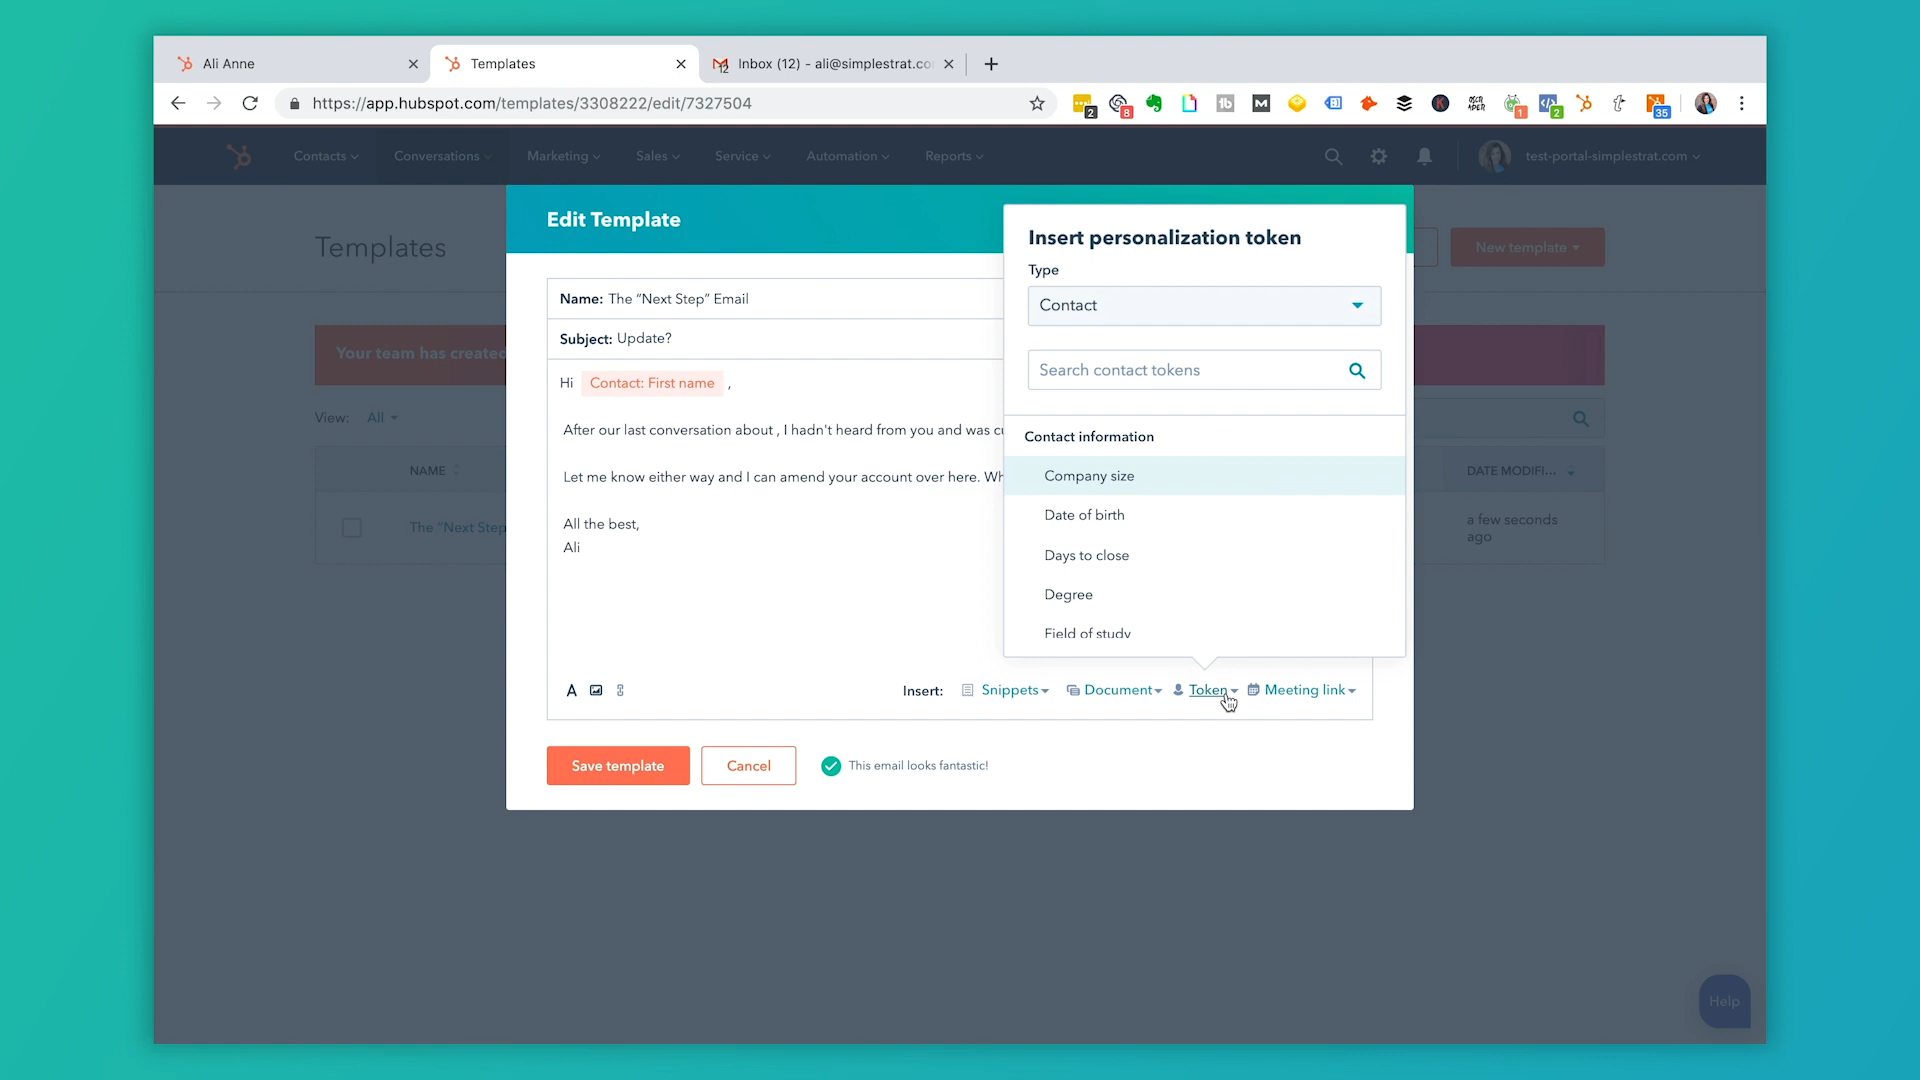 Ali Anne
Templates
Inbox (12) - ali@simplestrat.co
https://app.hubspot.com/templates/3308222/edit/7327504
2
8
1
2
35
Contacts
Conversations
Marketing
Sales
Service
Automation
Reports
test-portal-simplestrat.com
Templates
New template
Your team has created
View: All
NAME
DATE MODIFI...
The "Next Step
a few seconds
ago
Edit Template
Name: The “Next Step” Email
Subject: Update?
Hi Contact: First name ,
After our last conversation about , I hadn't heard from you and was cu
Let me know either way and I can amend your account over here. Wh
All the best,
Ali
Insert: Snippets Document Token Meeting link
Save template
Cancel
This email looks fantastic!
Insert personalization token
Type
Contact
Search contact tokens
Contact information
Company size
Date of birth
Days to close
Degree
Field of study
Help